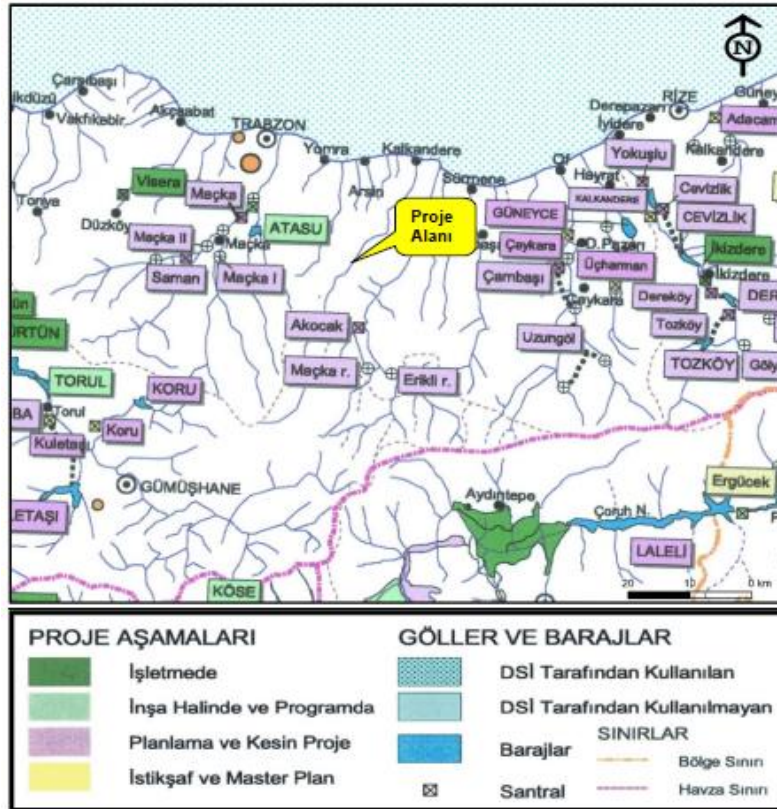 N
Çarşıbaşı
Vakfıkebir
Akçaabat
TRABZON
Yomra
Kalkandere
Arsin
Sürmene
Of
Derepazarı
İyidere
RİZE
Güney
Adacam
Kalkandere
Hayrat
Yokuşlu
Cevizlik
KALKANDERE
CEVİZLİK
Tonya
Düzköy
Visera
Maçka
Maçka
ATASU
Maçka II
Saman
Maçka I
Proje
Alanı
GÜNEYCE
Çaykara
Çambaşı
D.Pazarı
Üçharman
Çaykara
İkizdere
İkizdere
Dereköy
DER
Tozköy
TOZKÖY
Göly
Uzungöl
Akocak
Maçka r.
Erikli r.
ÜRTÜN
TORUL
Torul
BA
KORU
Koru
Kuletaşı
LETAŞI
GÜMÜŞHANE
Aydıntepe
Çoruh N.
Ergücek
LALELİ
KÖSE
20 10 0 km
PROJE AŞAMALARI
İşletmede
İnşa Halinde ve Programda
Planlama ve Kesin Proje
İstikşaf ve Master Plan
GÖLLER VE BARAJLAR
DSİ Tarafından Kullanılan
DSİ Tarafından Kullanılmayan
Barajlar
Santral
SINIRLAR
Bölge Sınırı
Havza Sınırı